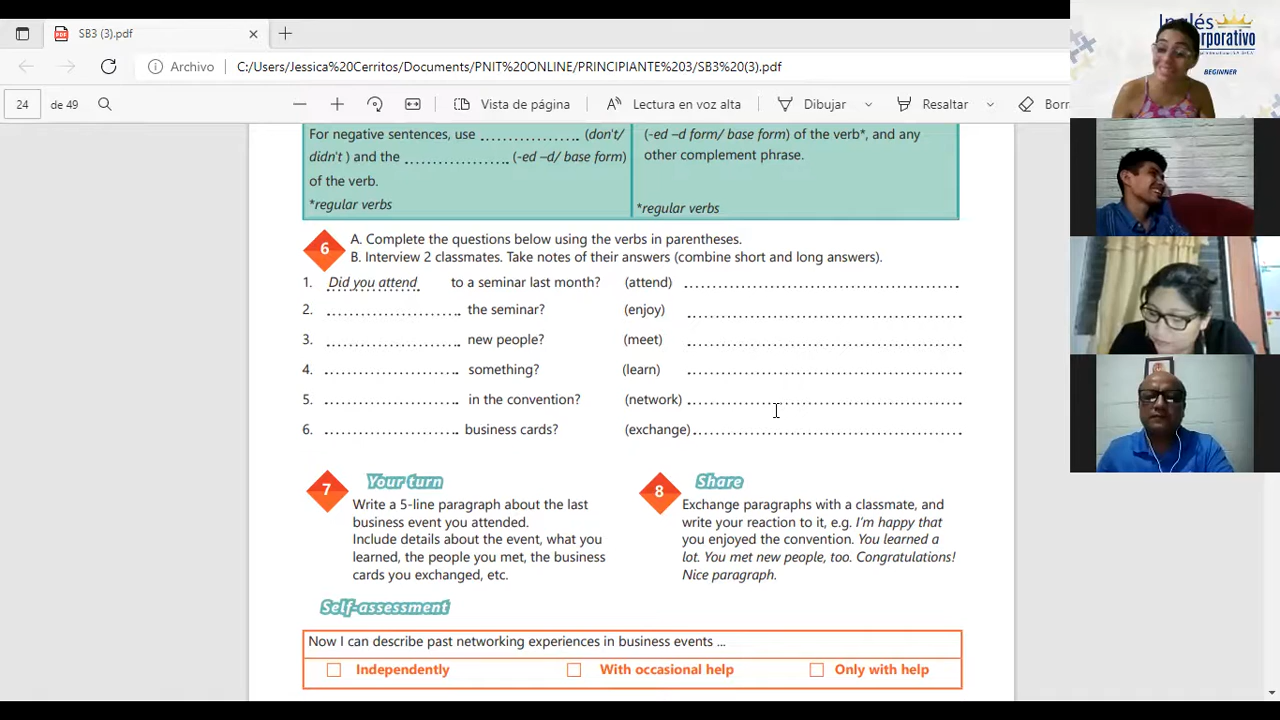 SB3 (3).pdf
Archivo
C:/Users/Jessica%20Cerritos/Documents/PNIT%20ONLINE/PRINCIPIANTE%203/SB3%20(3).pdf
24 de 49
Vista de página
Lectura en voz alta
Dibujar
Resaltar
Borr
Inglés
orporativo
BEGINNER
For negative sentences, use (don't/
didn't ) and the (-ed –d/ base form)
of the verb.
*regular verbs
(-ed –d form/ base form) of the verb*, and any
other complement phrase.
*regular verbs
6
A. Complete the questions below using the verbs in parentheses.
B. Interview 2 classmates. Take notes of their answers (combine short and long answers).
1. Did you attend to a seminar last month? (attend)
2. the seminar? (enjoy)
3. new people? (meet)
4. something? (learn)
5. in the convention? (network)
6. business cards? (exchange)
7 Your turn
Write a 5-line paragraph about the last
business event you attended.
Include details about the event, what you
learned, the people you met, the business
cards you exchanged, etc.
8 Share
Exchange paragraphs with a classmate, and
write your reaction to it, e.g. I'm happy that
you enjoyed the convention. You learned a
lot. You met new people, too. Congratulations!
Nice paragraph.
Self-assessment
Now I can describe past networking experiences in business events ...
Independently
With occasional help
Only with help